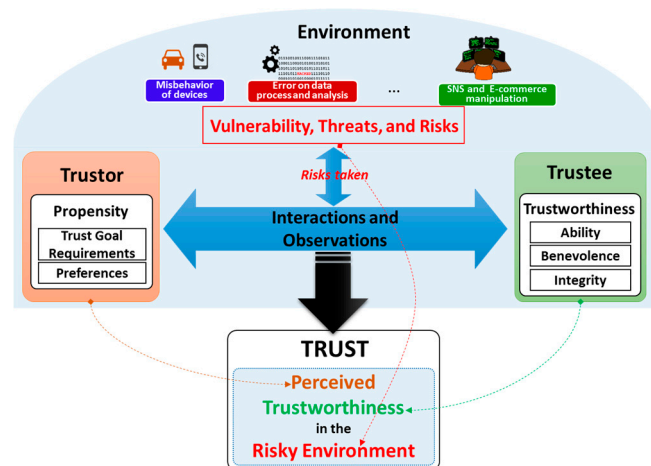 Environment
Misbehavior
of devices
Error on data
process and analysis
...
SNS and E-commerce
manipulation
Vulnerability, Threats, and Risks
Risks taken
Trustor
Propensity
Trust Goal
Requirements
Preferences
Interactions and
Observations
Trustee
Trustworthiness
Ability
Benevolence
Integrity
TRUST
Perceived
Trustworthiness
in the
Risky Environment